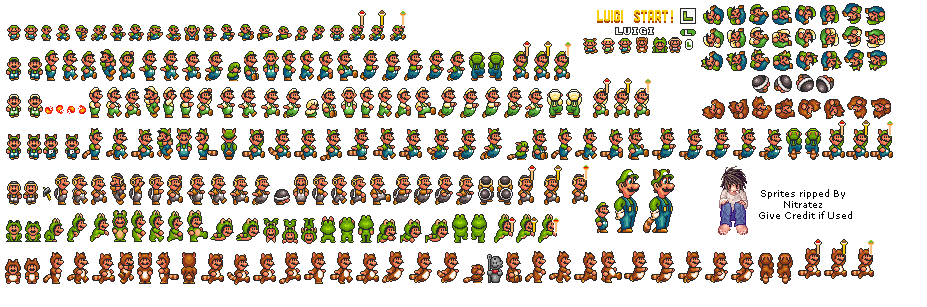 LUIGI START!
L
LUIGI
L
L
Sprites ripped By
Nitratez
Give Credit if Used